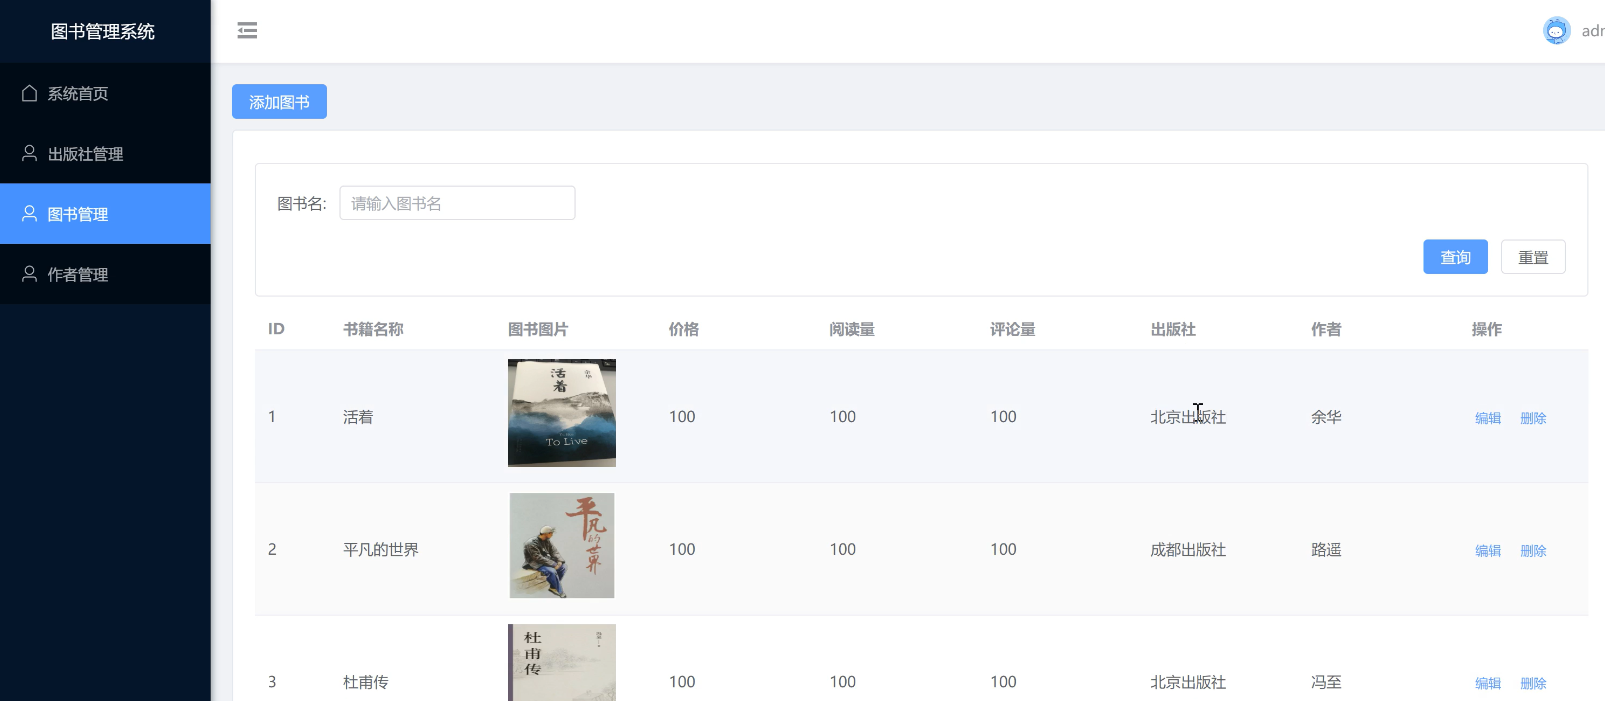 图书管理系统
adr
系统首页
出版社管理
图书管理
作者管理
添加图书
图书名: 请输入图书名
查询 重置
ID 书籍名称 图书图片 价格 阅读量 评论量 出版社 作者 操作
活着
余华
To Live
1 活着 100 100 100 北京出版社 余华 编辑 删除
平凡的世界
2 平凡的世界 100 100 100 成都出版社 路遥 编辑 删除
杜甫传
3 杜甫传 100 100 100 北京出版社 冯至 编辑 删除